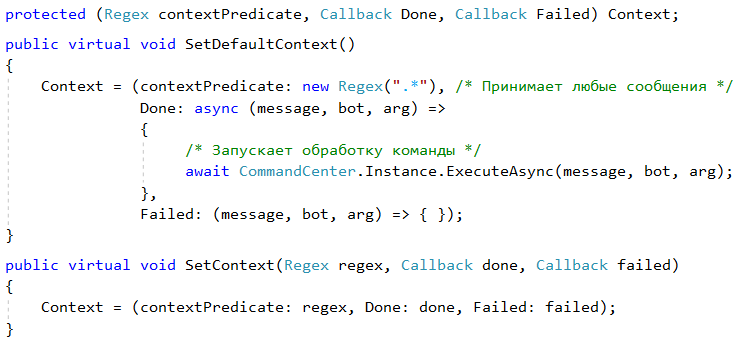 protected (Regex contextPredicate, Callback Done, Callback Failed) Context;
public virtual void SetDefaultContext()
{
    Context = (contextPredicate: new Regex(".*"), /* Принимает любые сообщения */
               Done: async (message, bot, arg) =>
               {
                    /* Запускает обработку команды */
                    await CommandCenter.Instance.ExecuteAsync(message, bot, arg);
               },
               Failed: (message, bot, arg) => { });
}
public virtual void SetContext(Regex regex, Callback done, Callback failed)
{
    Context = (contextPredicate: regex, Done: done, Failed: failed);
}